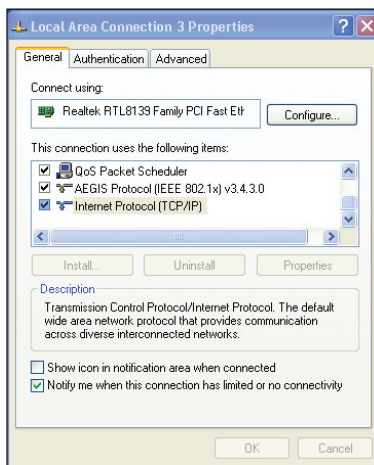 Local Area Connection 3 Properties
General Authentication Advanced
Connect using:
Realtek RTL8139 Family PCI Fast Eth
Configure...
This connection uses the following items:
QoS Packet Scheduler
AEGIS Protocol (IEEE 802.1x) v3.4.3.0
Internet Protocol (TCP/IP)
Install... Uninstall Properties
Description
Transmission Control Protocol/Internet Protocol. The default
wide area network protocol that provides communication
across diverse interconnected networks.
Show icon in notification area when connected
Notify me when this connection has limited or no connectivity
OK Cancel